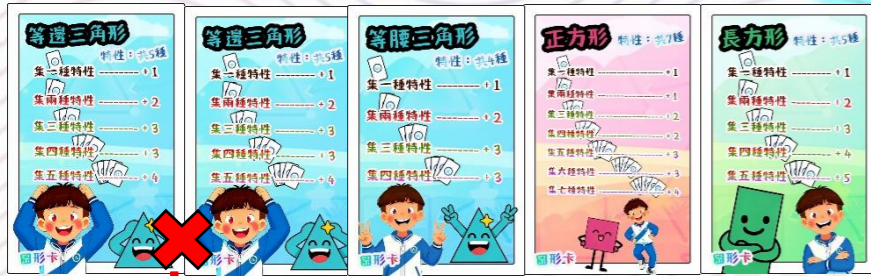 等邊三角形
特性：共5種
集一種特性 -------- +1
集兩種特性 -------- +2
集三種特性 -------- +3
集四種特性 -------- +3
集五種特性 -------- +4
圖形卡
等邊三角形
特性：共5種
集一種特性 -------- +1
集兩種特性 -------- +2
集三種特性 -------- +3
集四種特性 -------- +3
集五種特性 -------- +4
圖形卡
等腰三角形
特性：共4種
集一種特性 -------- +1
集兩種特性 -------- +2
集三種特性 -------- +3
集四種特性 -------- +3
圖形卡
正方形 特性：共7種
集一種特性 -------- +1
集兩種特性 -------- +1
集三種特性 -------- +2
集四種特性 -------- +2
集五種特性 -------- +3
集六種特性 -------- +3
集七種特性 -------- +4
圖形卡
長方形 特性：共5種
集一種特性 -------- +1
集兩種特性 -------- +2
集三種特性 -------- +3
集四種特性 -------- +4
集五種特性 -------- +5
圖形卡